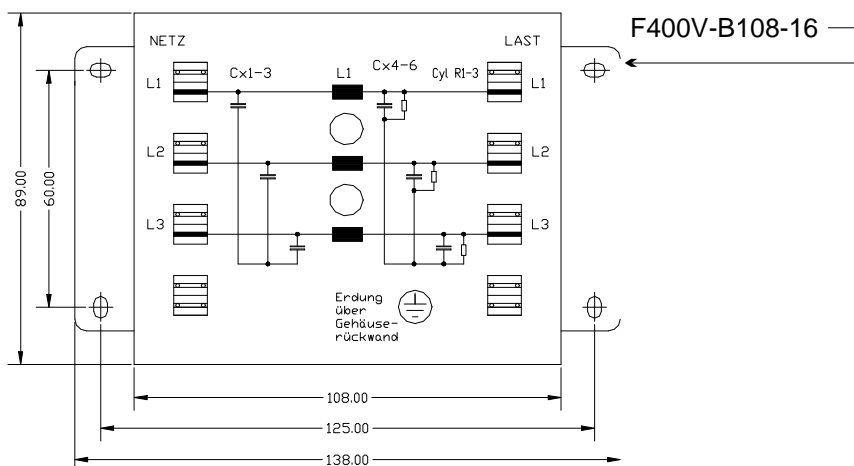 F400V-B108-16
NETZ
LAST
L1
Cx1-3
L1
Cx4-6
Cyl R1-3
L1
L2
L2
L3
L3
Erdung
über
Gehäuse-
rückwand
89.00
60.00
108.00
125.00
138.00